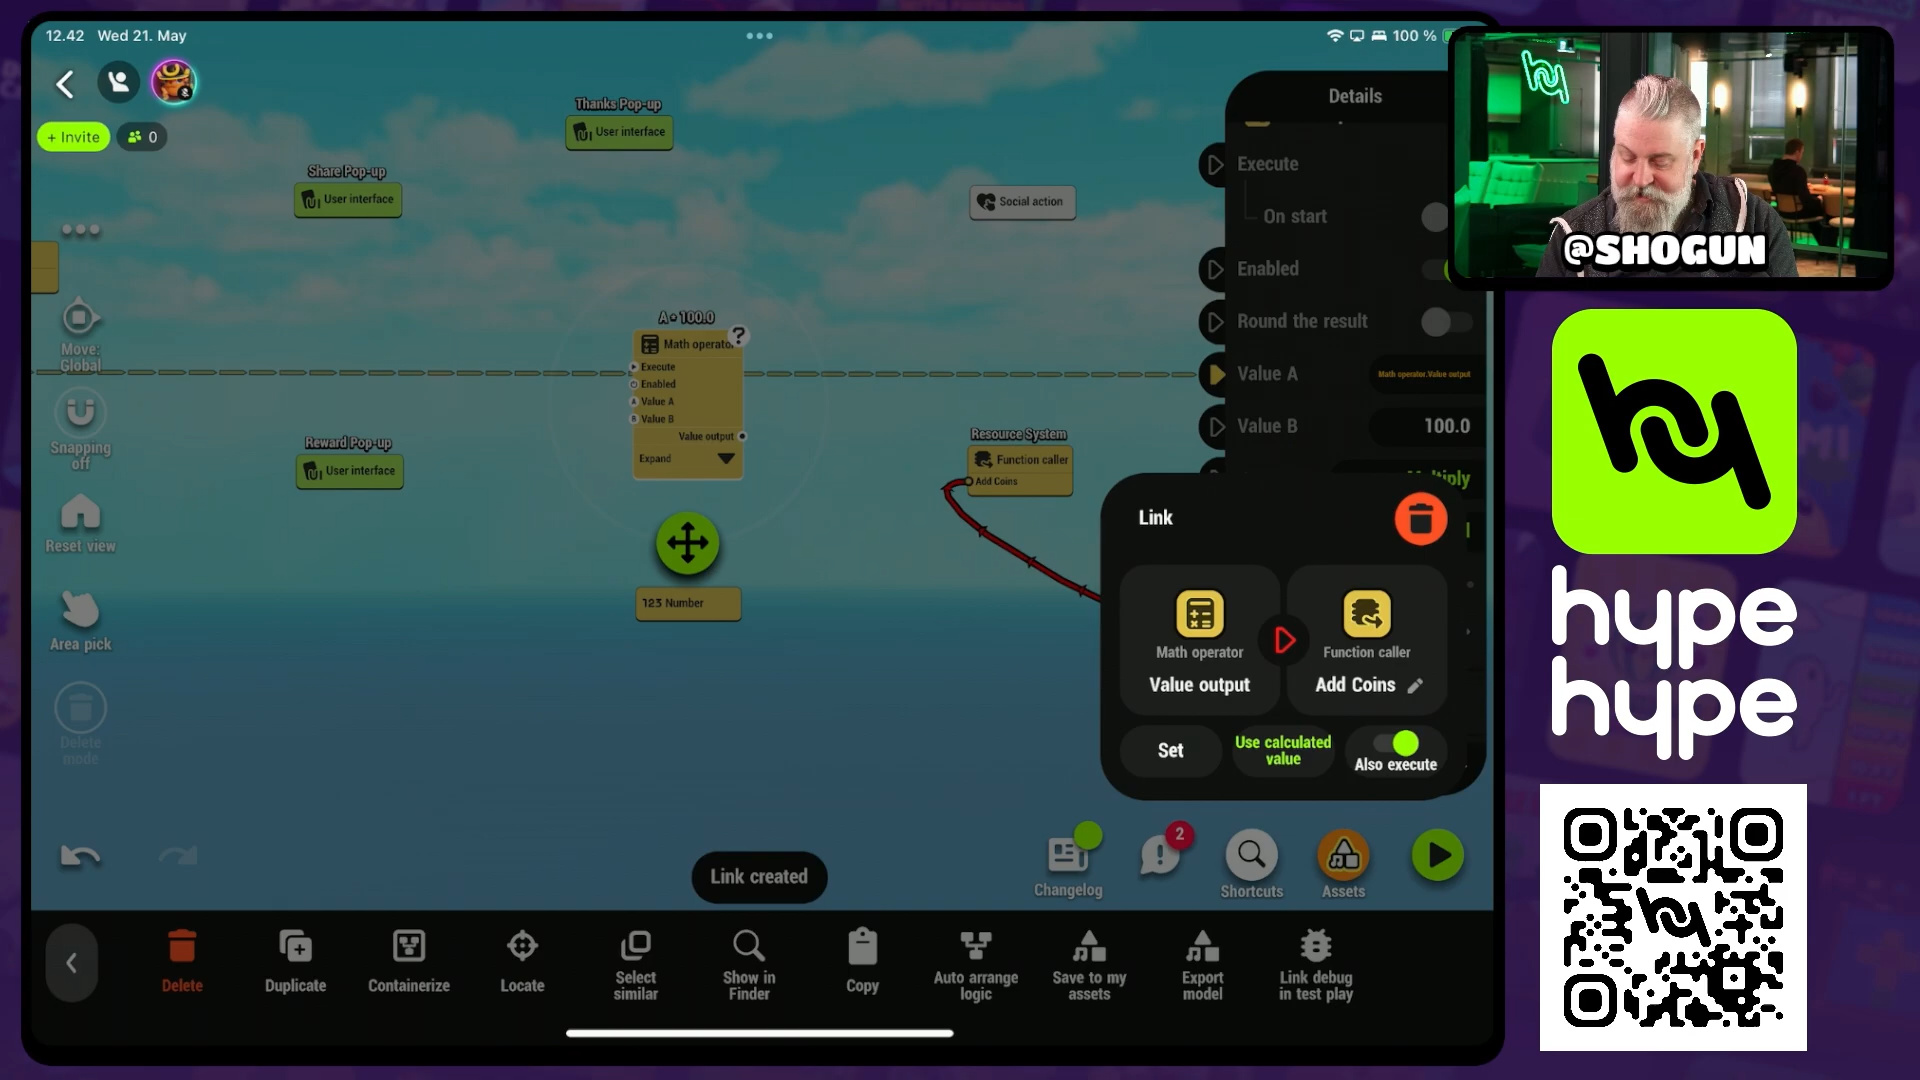 12.42 Wed 21. May
100 %
+ Invite
0
Thanks Pop-up
User interface
Share Pop-up
User interface
Social action
Move:
Global
Snapping
off
Reset view
Area pick
Delete
mode
A * 100.0
?
Math operator
Execute
Enabled
Value A
Value B
Value output
Expand
Reward Pop-up
User interface
123 Number
Resource System
Function caller
Add Coins
Details
Execute
On start
Enabled
Round the result
Value A
Math operator.Value output
Value B
100.0
Link
Math operator
Value output
Function caller
Add Coins
Set
Use calculated
value
Also execute
Link created
Changelog
2
Shortcuts
Assets
Delete
Duplicate
Containerize
Locate
Select
similar
Show in
Finder
Copy
Auto arrange
logic
Save to my
assets
Export
model
Link debug
in test play
@SHOGUN
hype
hype